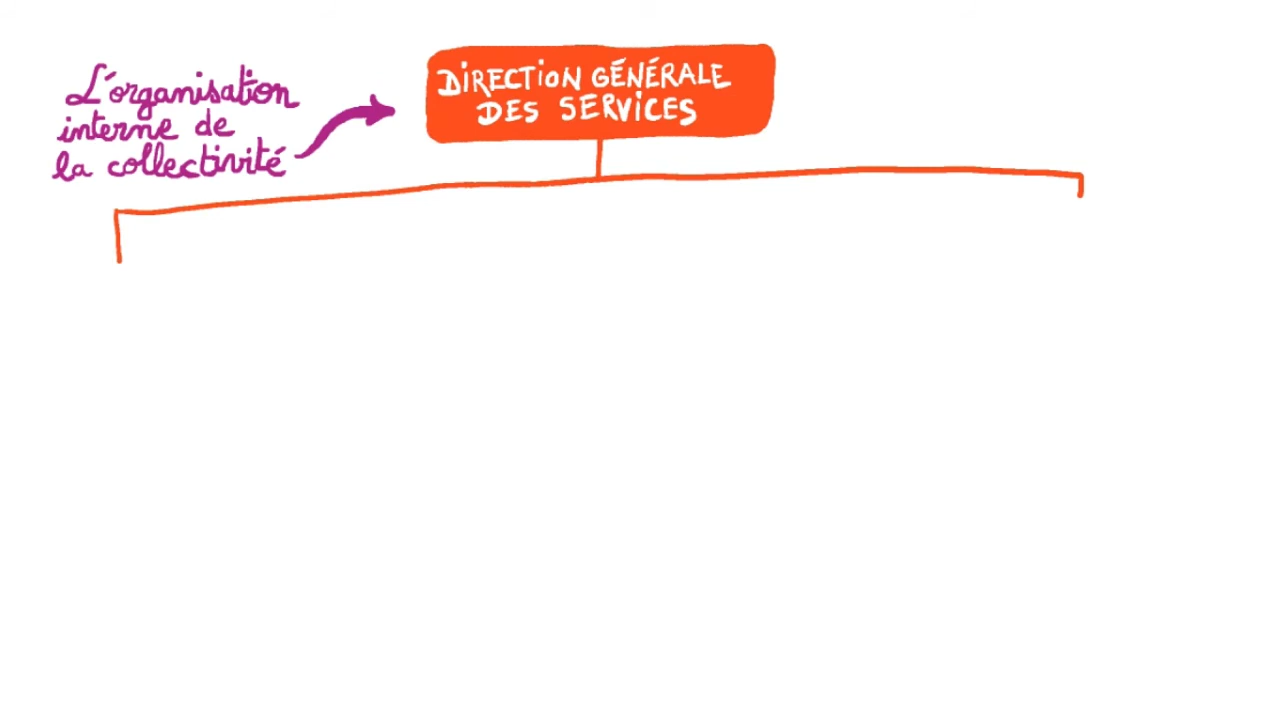 L'organisation
interne de
la collectivité
DIRECTION GÉNÉRALE
DES SERVICES